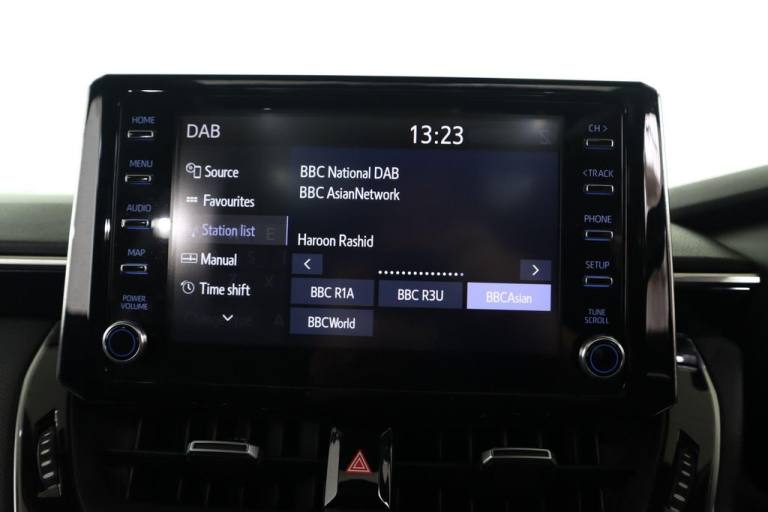 HOME
MENU
AUDIO
MAP
POWER
VOLUME
DAB
13:23
Source
Favourites
Station list
Manual
Time shift
BBC National DAB
BBC AsianNetwork
Haroon Rashid
<
>
BBC R1A
BBC R3U
BBCAsian
BBCWorld
CH >
< TRACK
PHONE
SETUP
TUNE
SCROLL